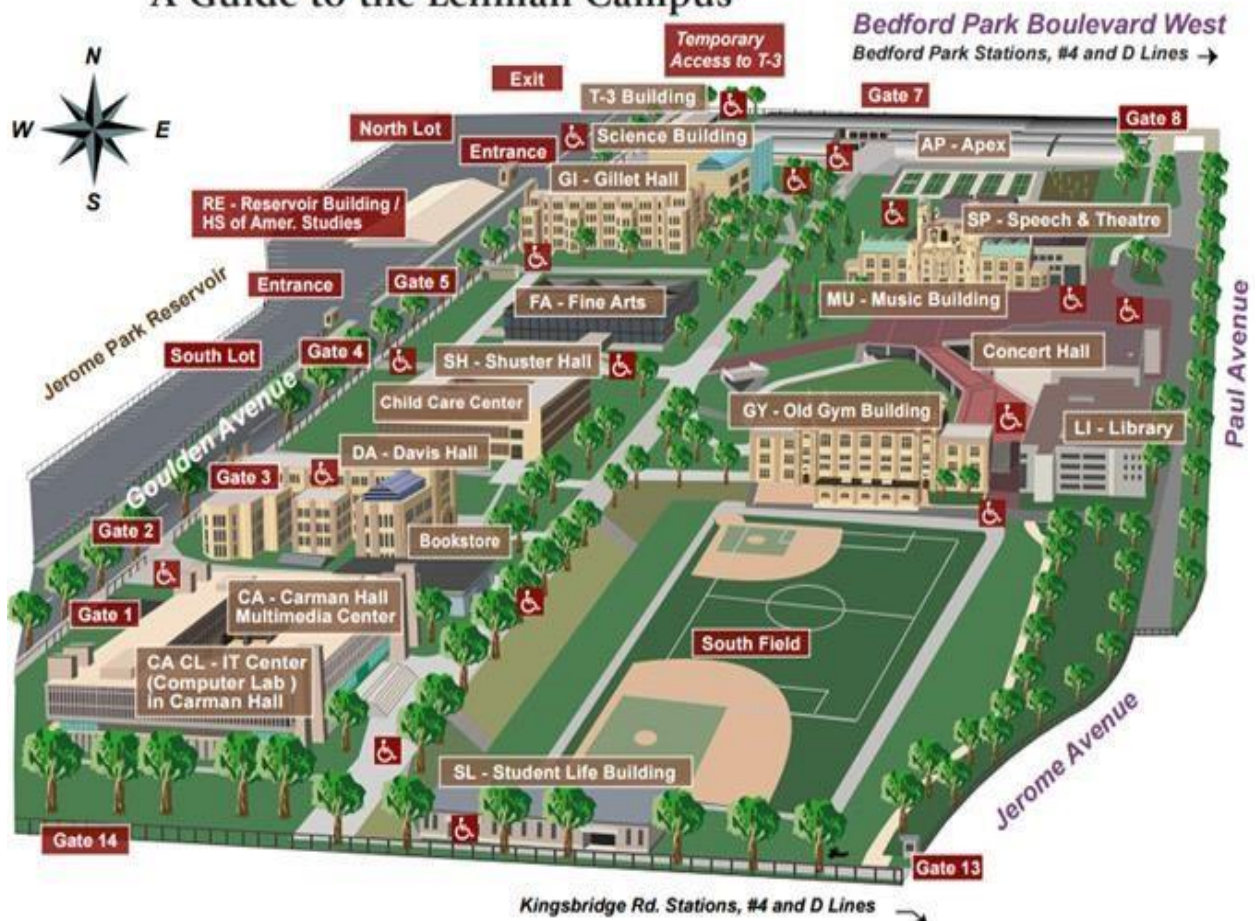 A Guide to the Lehman Campus
Bedford Park Boulevard West
Bedford Park Stations, #4 and D Lines
Temporary
Access to T-3
N
W
E
S
Exit
T-3 Building
Gate 7
North Lot
Science Building
Gate 8
Entrance
AP - Apex
GI - Gillet Hall
RE - Reservoir Building /
HS of Amer. Studies
SP - Speech & Theatre
Entrance
Gate 5
FA - Fine Arts
MU - Music Building
Jerome Park Reservoir
Paul Avenue
South Lot
Gate 4
SH - Shuster Hall
Concert Hall
Child Care Center
GY - Old Gym Building
LI - Library
Goulden Avenue
DA - Davis Hall
Gate 3
Gate 2
Bookstore
Gate 1
CA - Carman Hall
Multimedia Center
South Field
CA CL - IT Center
(Computer Lab )
in Carman Hall
Jerome Avenue
SL - Student Life Building
Gate 14
Gate 13
Kingsbridge Rd. Stations, #4 and D Lines